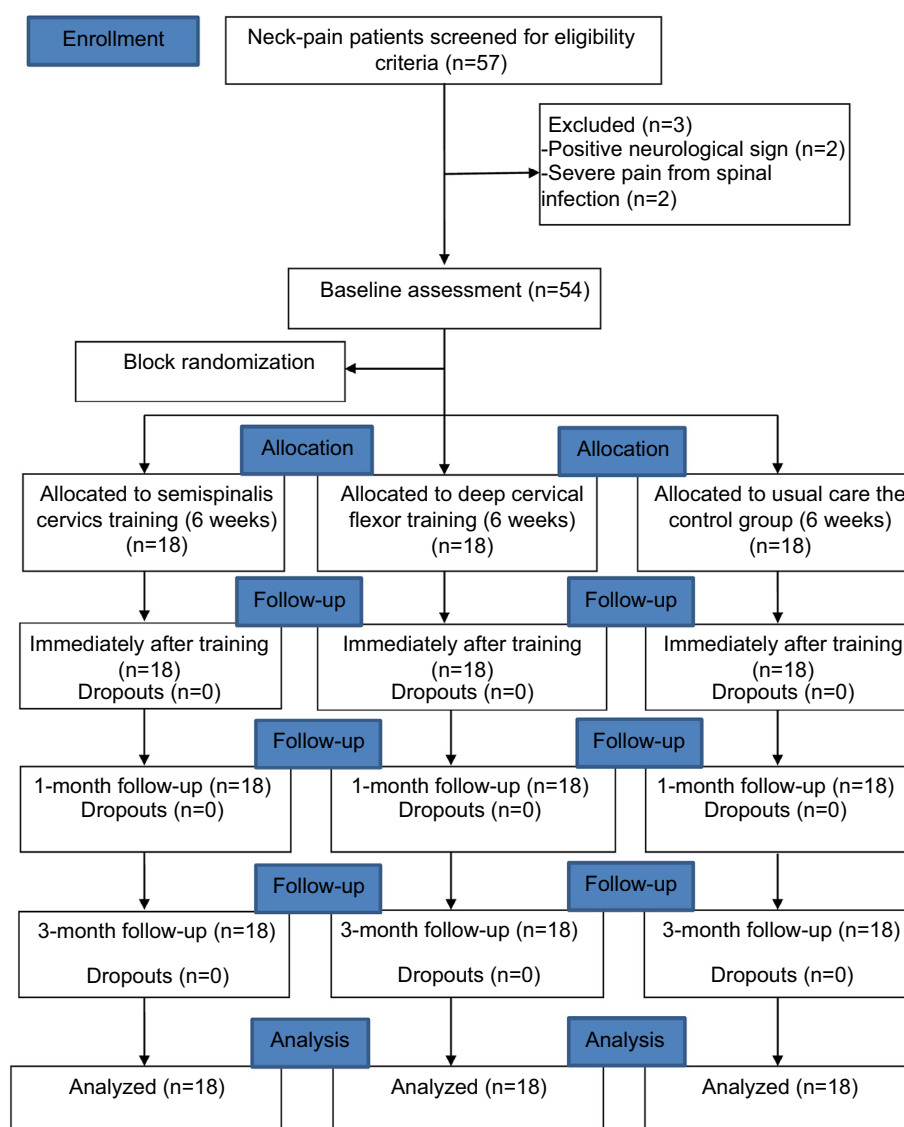 Enrollment
Neck-pain patients screened for eligibility
criteria (n=57)
Excluded (n=3)
-Positive neurological sign (n=2)
-Severe pain from spinal
infection (n=2)
Baseline assessment (n=54)
Block randomization
Allocation
Allocation
Allocated to semispinalis
cervics training (6 weeks)
(n=18)
Allocated to deep cervical
flexor training (6 weeks)
(n=18)
Allocated to usual care the
control group (6 weeks)
(n=18)
Follow-up
Follow-up
Immediately after training
(n=18)
Dropouts (n=0)
Immediately after training
(n=18)
Dropouts (n=0)
Immediately after training
(n=18)
Dropouts (n=0)
Follow-up
Follow-up
1-month follow-up (n=18)
Dropouts (n=0)
1-month follow-up (n=18)
Dropouts (n=0)
1-month follow-up (n=18)
Dropouts (n=0)
Follow-up
Follow-up
3-month follow-up (n=18)
Dropouts (n=0)
3-month follow-up (n=18)
Dropouts (n=0)
3-month follow-up (n=18)
Dropouts (n=0)
Analysis
Analysis
Analyzed (n=18)
Analyzed (n=18)
Analyzed (n=18)